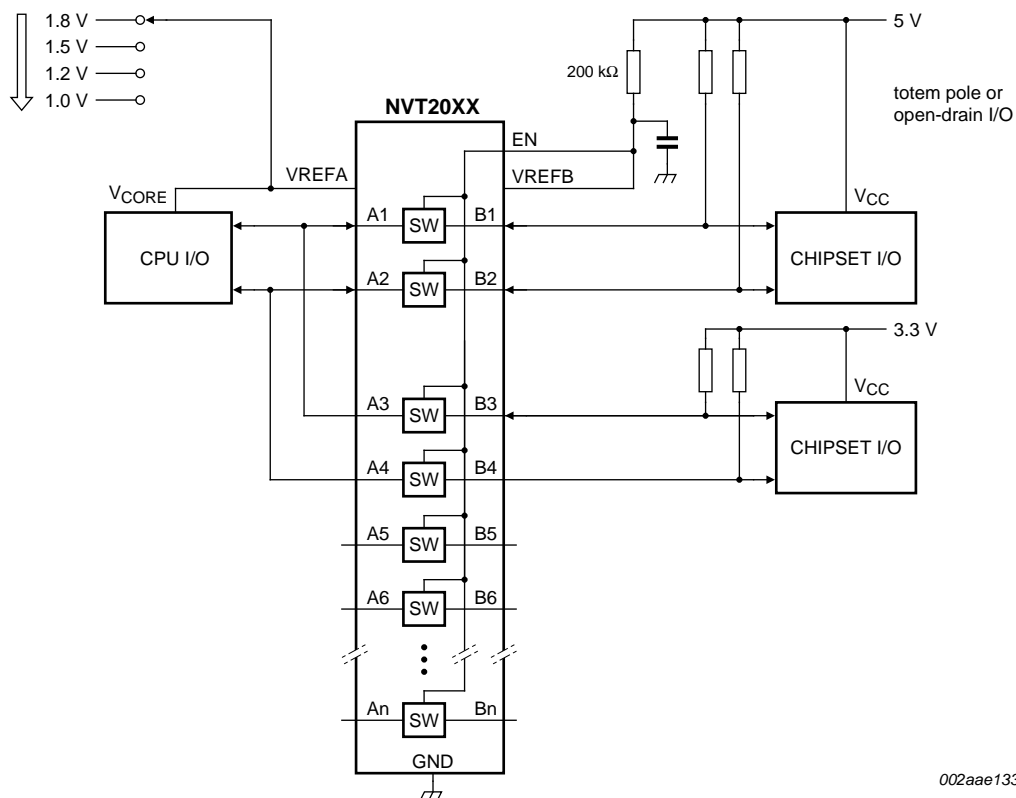 1.8 V
1.5 V
1.2 V
1.0 V
5 V
200 kΩ
totem pole or
open-drain I/O
NVT20XX
EN
VREFA
VREFB
VCORE
CPU I/O
A1
SW
B1
VCC
CHIPSET I/O
A2
SW
B2
3.3 V
VCC
A3
SW
B3
CHIPSET I/O
A4
SW
B4
A5
SW
B5
A6
SW
B6
An
SW
Bn
GND
002aae133